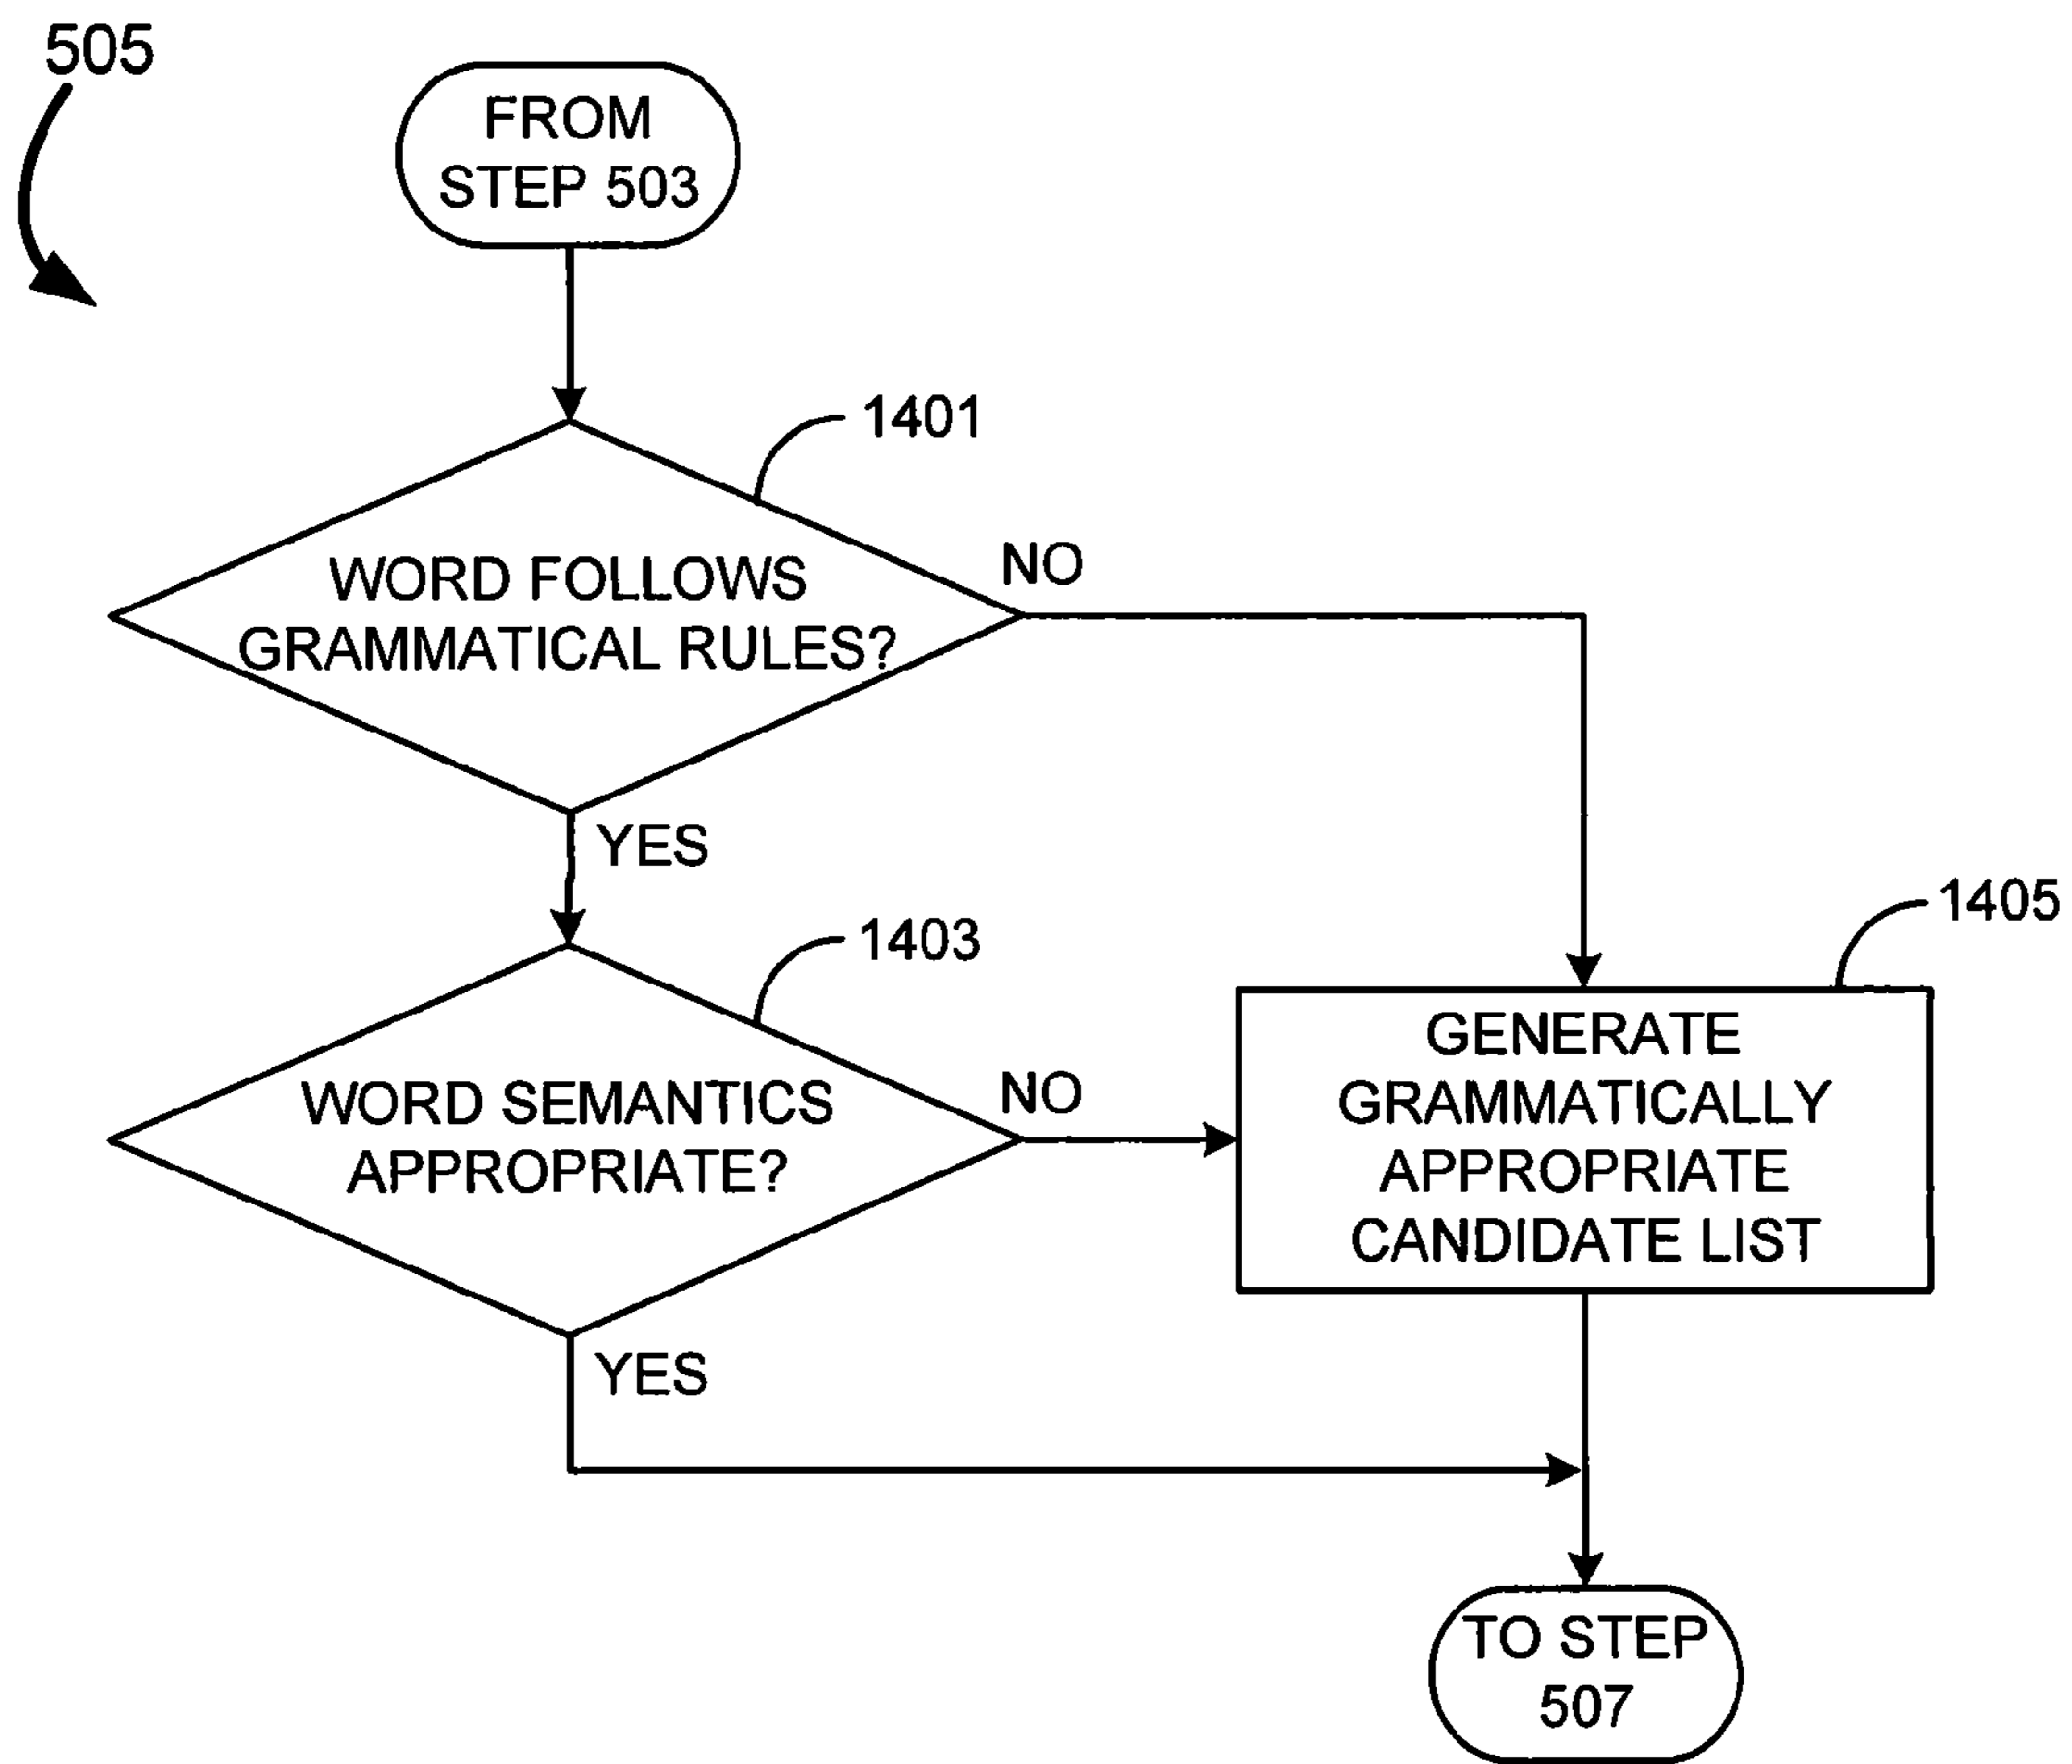 505
FROM
STEP 503
1401
WORD FOLLOWS
GRAMMATICAL RULES?
NO
YES
1403
WORD SEMANTICS
APPROPRIATE?
NO
YES
1405
GENERATE
GRAMMATICALLY
APPROPRIATE
CANDIDATE LIST
TO STEP
507